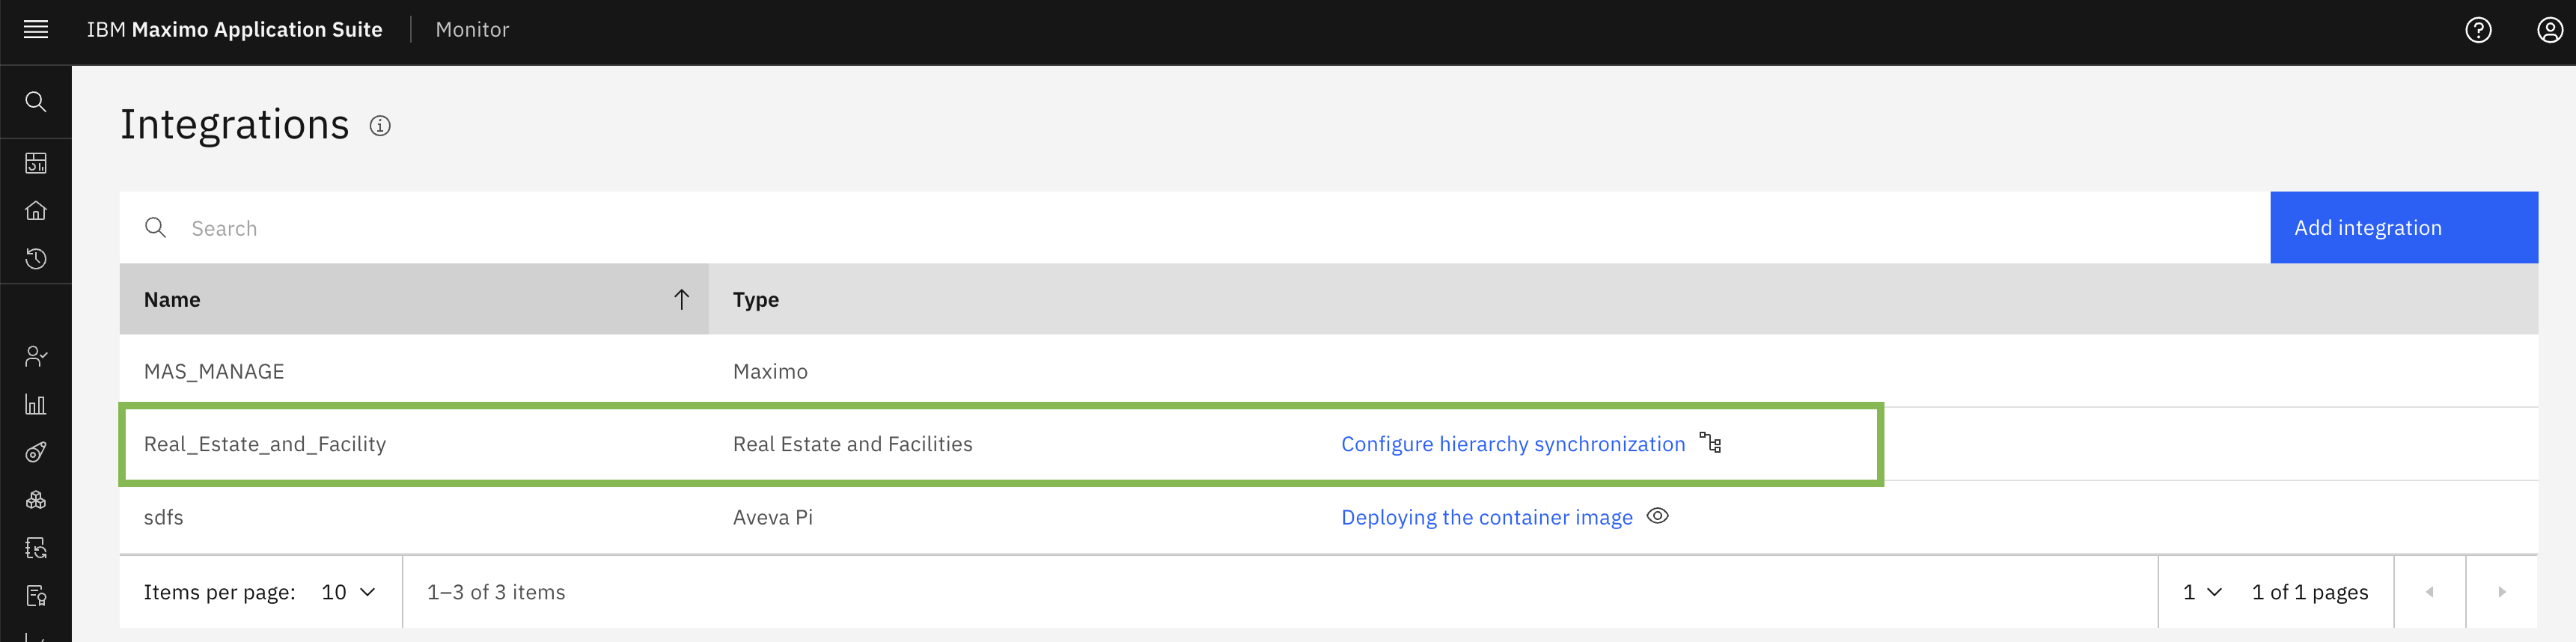 IBM Maximo Application Suite | Monitor
Integrations
Search
Add integration
Name Type
MAS_MANAGE Maximo
Real_Estate_and_Facility Real Estate and Facilities Configure hierarchy synchronization
sdfs Aveva Pi Deploying the container image
Items per page: 10 1–3 of 3 items 1 1 of 1 pages